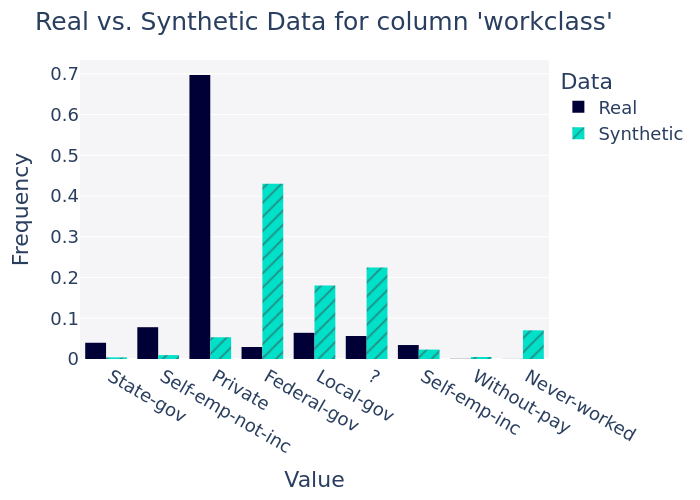 Real vs. Synthetic Data for column 'workclass'
Data
Real
Synthetic
Frequency
0.7
0.6
0.5
0.4
0.3
0.2
0.1
0
State-gov
Self-emp-not-inc
Private
Federal-gov
Local-gov
?
Self-emp-inc
Without-pay
Never-worked
Value